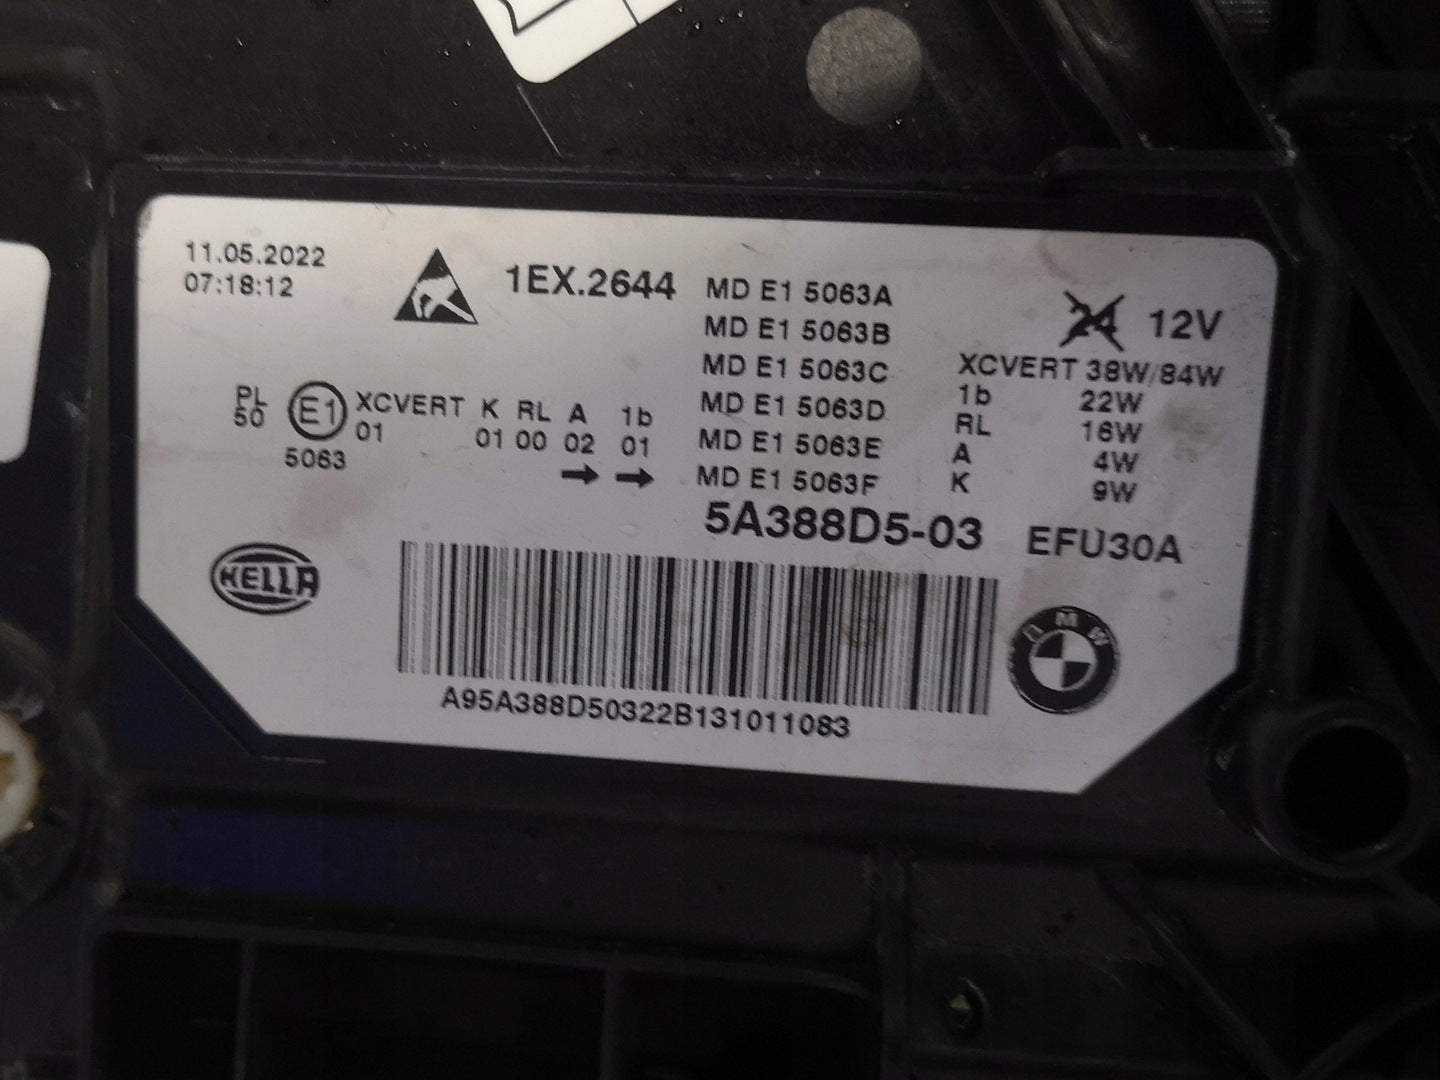 11.05.2022
07:18:12
1EX.2644
MD E1 5063A
MD E1 5063B
MD E1 5063C
MD E1 5063D
MD E1 5063E
MD E1 5063F
24 12V
XCVERT 38W/84W
1b 22W
RL 16W
A 4W
K 9W
PL
50
E1
5063
XCVERT K RL A 1b
01 01 00 02 01
5A388D5-03 EFU30A
HELLA
A95A388D50322B131011083
BMW